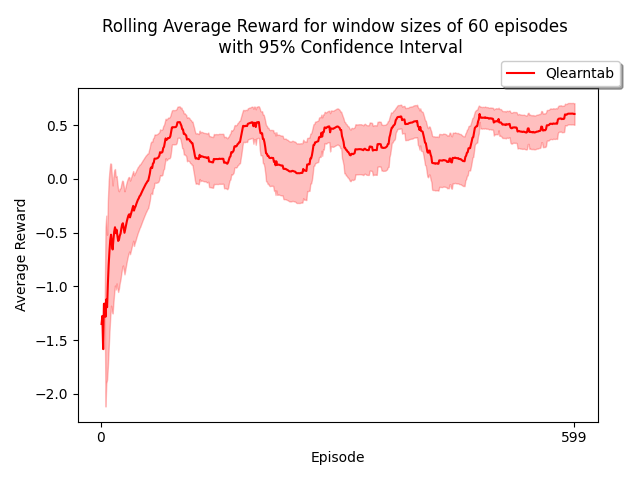 Rolling Average Reward for window sizes of 60 episodes
with 95% Confidence Interval
Qlearntab
0.5
0.0
−0.5
−1.0
−1.5
−2.0
Average Reward
0
599
Episode